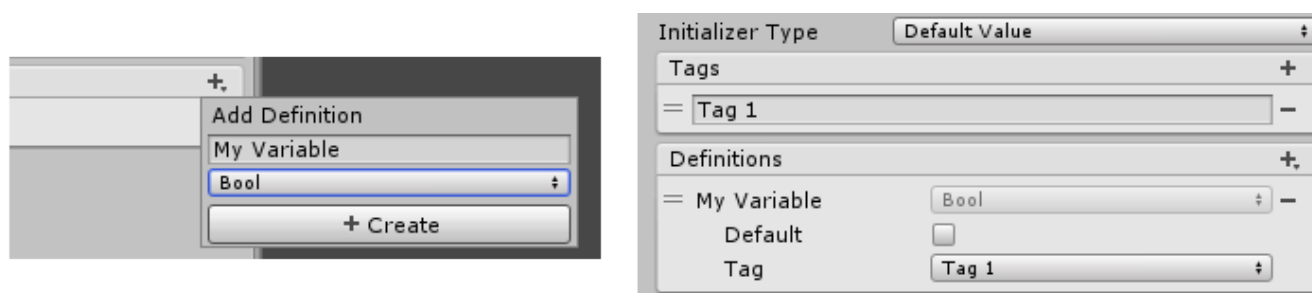 Add Definition
My Variable
Bool
+ Create
Initializer Type Default Value
Tags +
Tag 1 −
Definitions +
My Variable Bool −
Default
Tag Tag 1